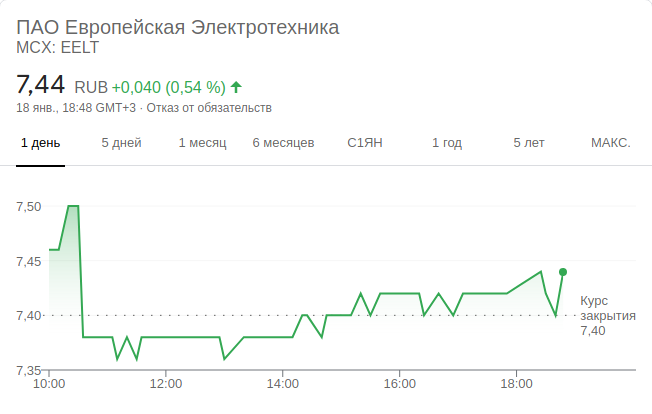 ПАО Европейская Электротехника
MCX: EELT
7,44 RUB +0,040 (0,54 %)
18 янв., 18:48 GMT+3 · Отказ от обязательств
1 день 5 дней 1 месяц 6 месяцев С1ЯН 1 год 5 лет МАКС.
7,50
7,45
7,40
Курс
закрытия
7,40
7,35
10:00 12:00 14:00 16:00 18:00